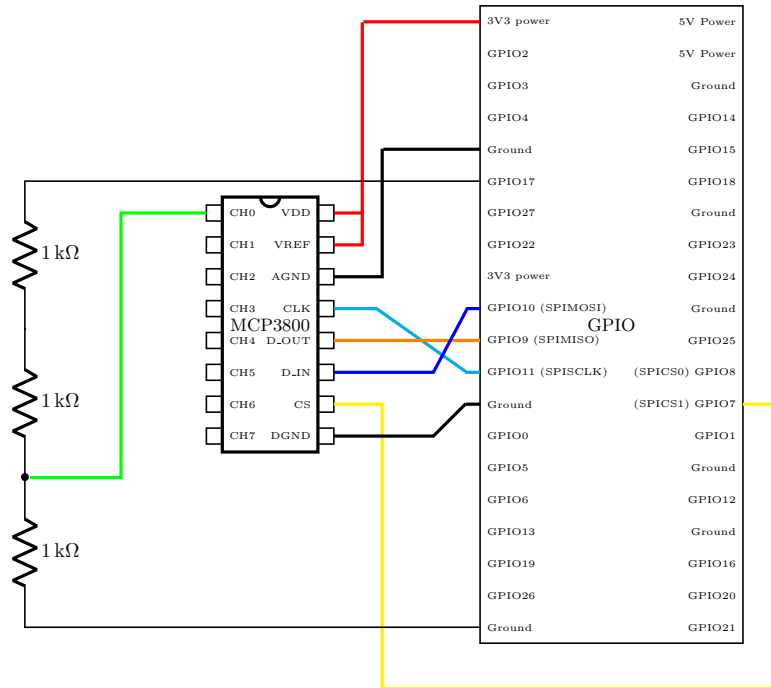 3V3 power 5V Power
GPIO2 5V Power
GPIO3 Ground
GPIO4 GPIO14
Ground GPIO15
GPIO17 GPIO18
GPIO27 Ground
GPIO22 GPIO23
3V3 power GPIO24
GPIO10 (SPIMOSI) Ground
GPIO
GPIO9 (SPIMISO) GPIO25
GPIO11 (SPISCLK) (SPICS0) GPIO8
Ground (SPICS1) GPIO7
GPIO0 GPIO1
GPIO5 Ground
GPIO6 GPIO12
GPIO13 Ground
GPIO19 GPIO16
GPIO26 GPIO20
Ground GPIO21
CH0 VDD
CH1 VREF
CH2 AGND
CH3 CLK
MCP3800
CH4 D_OUT
CH5 D_IN
CH6 CS
CH7 DGND
1 kΩ
1 kΩ
1 kΩ